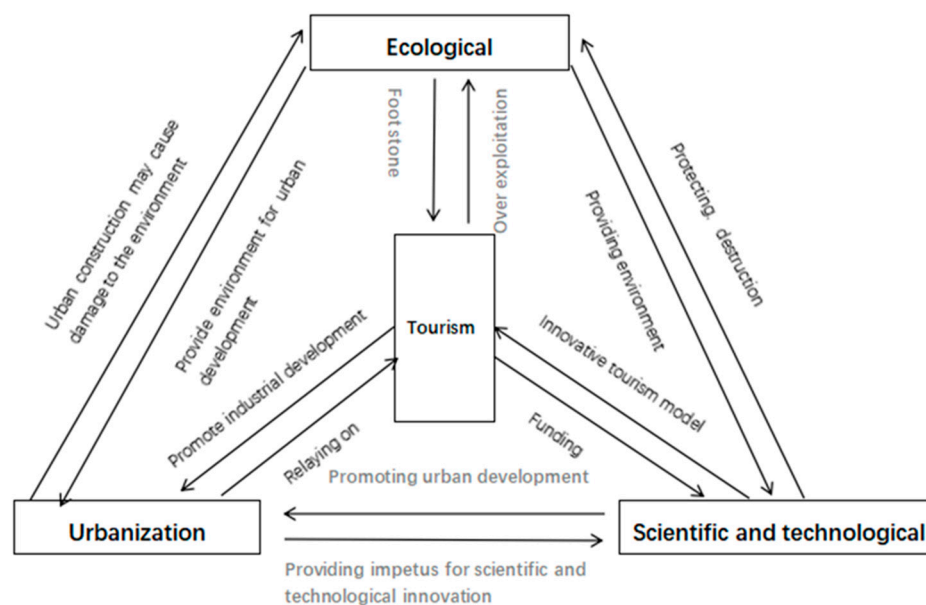 Ecological
Foot stone
Over exploitation
Urban construction may cause
damage to the environment
Provide environment for urban
development
Providing environment
Protecting. destruction
Tourism
Promote industrial development
Relaying on
Innovative tourism model
Funding
Promoting urban development
Urbanization
Scientific and technological
Providing impetus for scientific and
technological innovation